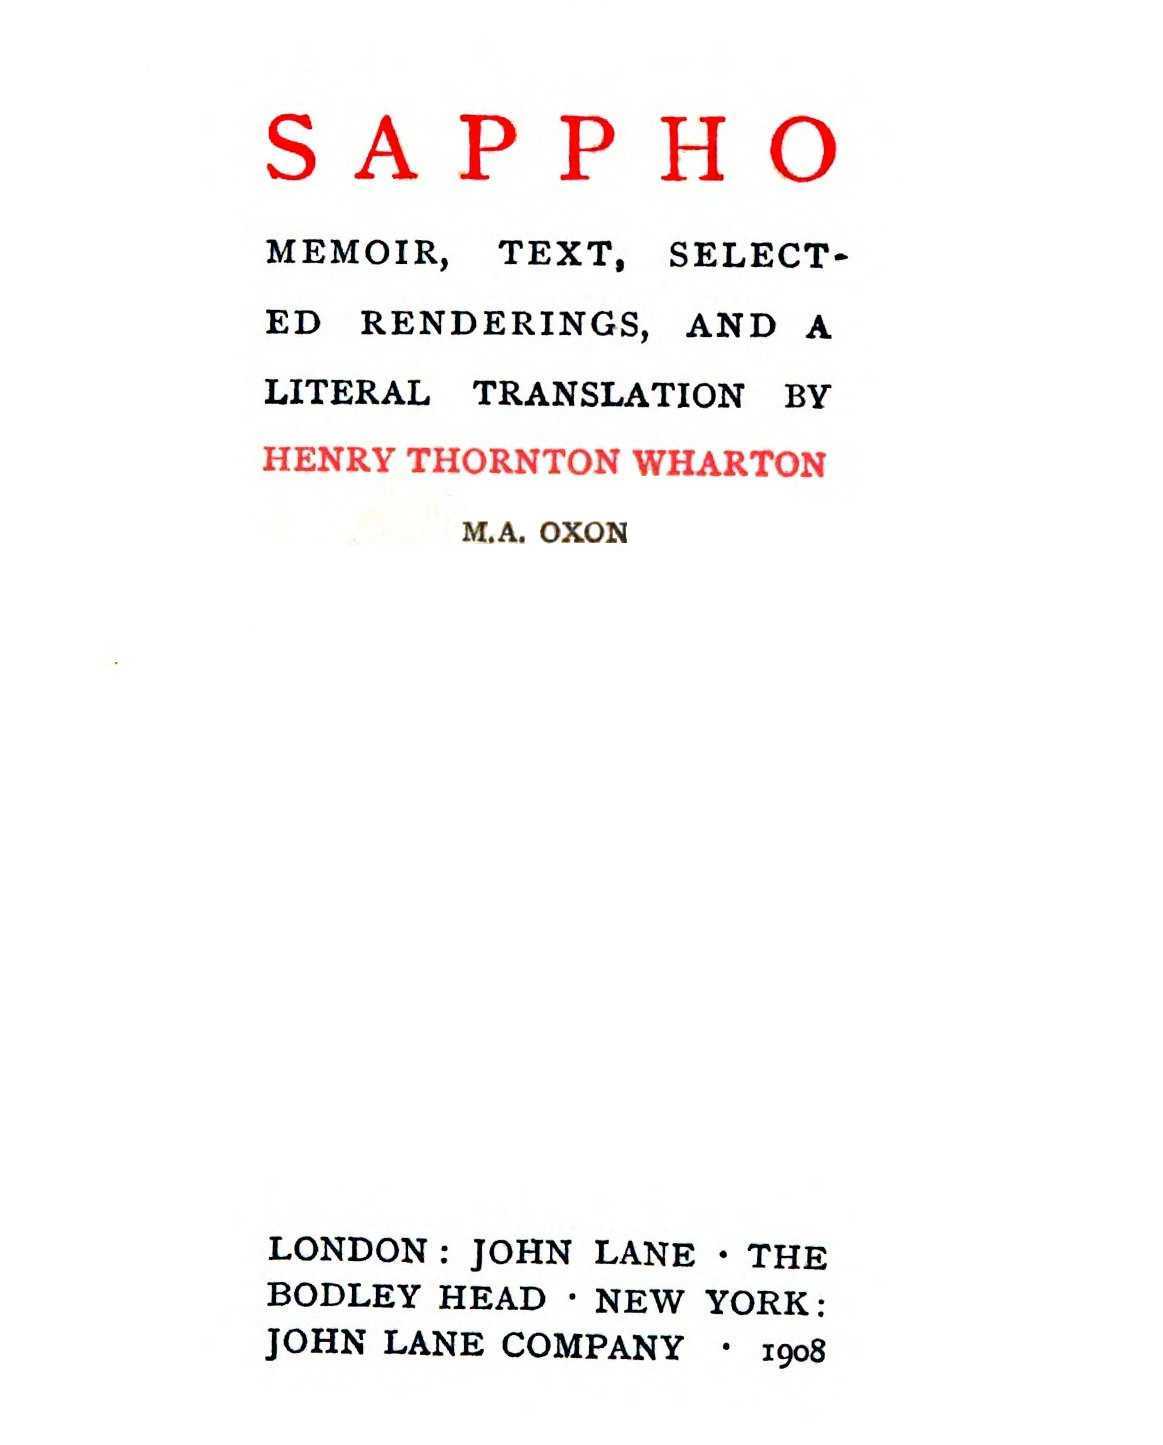 SAPPHO
MEMOIR, TEXT, SELECT-
ED RENDERINGS, AND A
LITERAL TRANSLATION BY
HENRY THORNTON WHARTON
M.A. OXON
LONDON: JOHN LANE · THE
BODLEY HEAD · NEW YORK:
JOHN LANE COMPANY · 1908